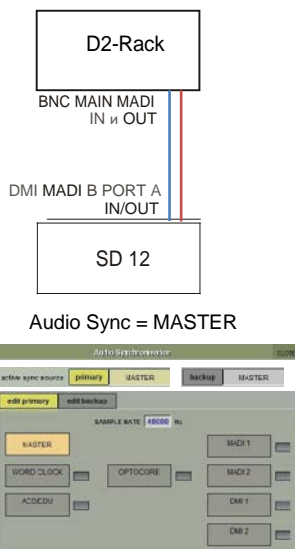 D2-Rack
BNC MAIN MADI
IN и OUT
DMI MADI B PORT A
IN/OUT
SD 12
Audio Sync = MASTER
Audio Synchronisation CLOSE
active sync source primary MASTER backup MASTER
edit primary edit backup
SAMPLE RATE 48000 Hz
MASTER MADI 1
WORD CLOCK OPTOCORE MADI 2
AES/EBU DMI 1
DMI 2